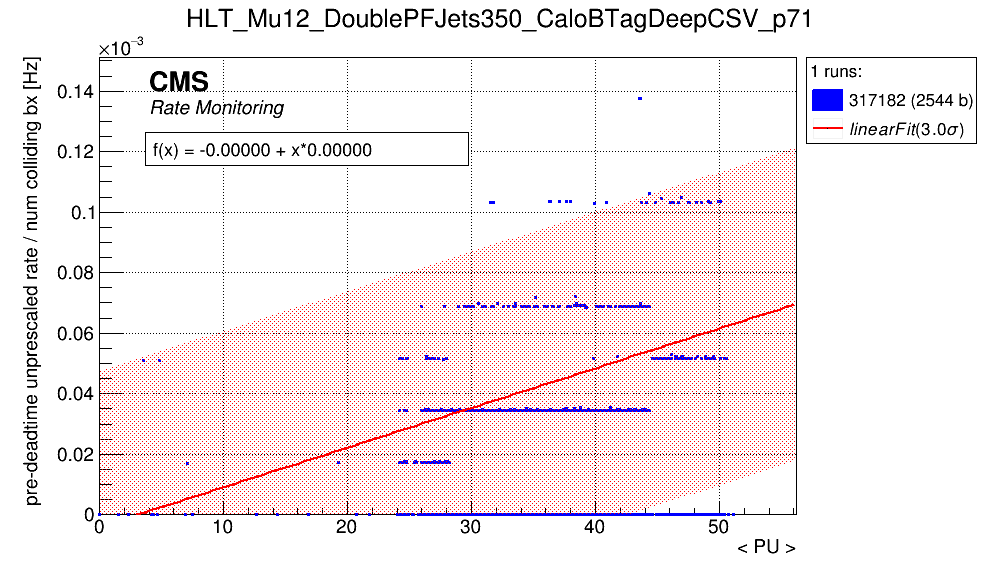 HLT_Mu12_DoublePFJets350_CaloBTagDeepCSV_p71
×10⁻³
CMS
Rate Monitoring
f(x) = -0.00000 + x*0.00000
1 runs:
317182 (2544 b)
linearFit(3.0σ)
pre-deadtime unprescaled rate / num colliding bx [Hz]
0.14
0.12
0.1
0.08
0.06
0.04
0.02
0
0 10 20 30 40 50
< PU >